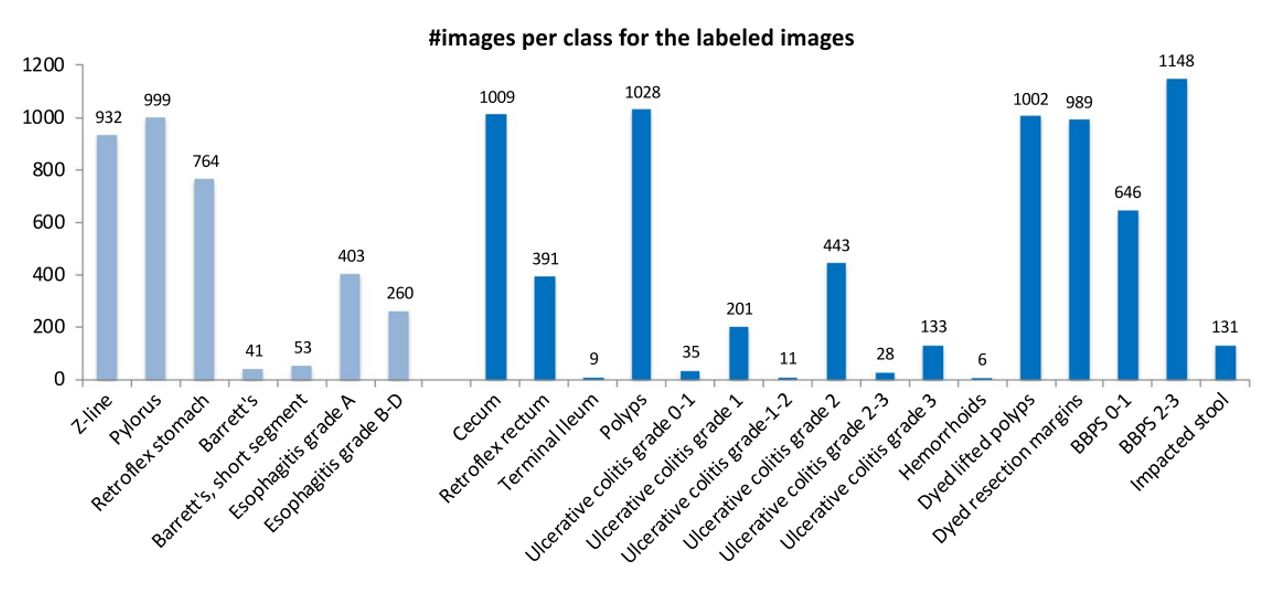 #images per class for the labeled images
1200
1000
800
600
400
200
0
932
999
764
41
53
403
260
1009
391
9
1028
35
201
11
443
28
133
6
1002
989
646
1148
131
Z-line
Pylorus
Retroflex stomach
Barrett's
Barrett's, short segment
Esophagitis grade A
Esophagitis grade B-D
Cecum
Retroflex rectum
Terminal Ileum
Polyps
Ulcerative colitis grade 0-1
Ulcerative colitis grade 1
Ulcerative colitis grade-1-2
Ulcerative colitis grade 2
Ulcerative colitis grade 2-3
Ulcerative colitis grade 3
Hemorrhoids
Dyed lifted polyps
Dyed resection margins
BBPS 0-1
BBPS 2-3
Impacted stool